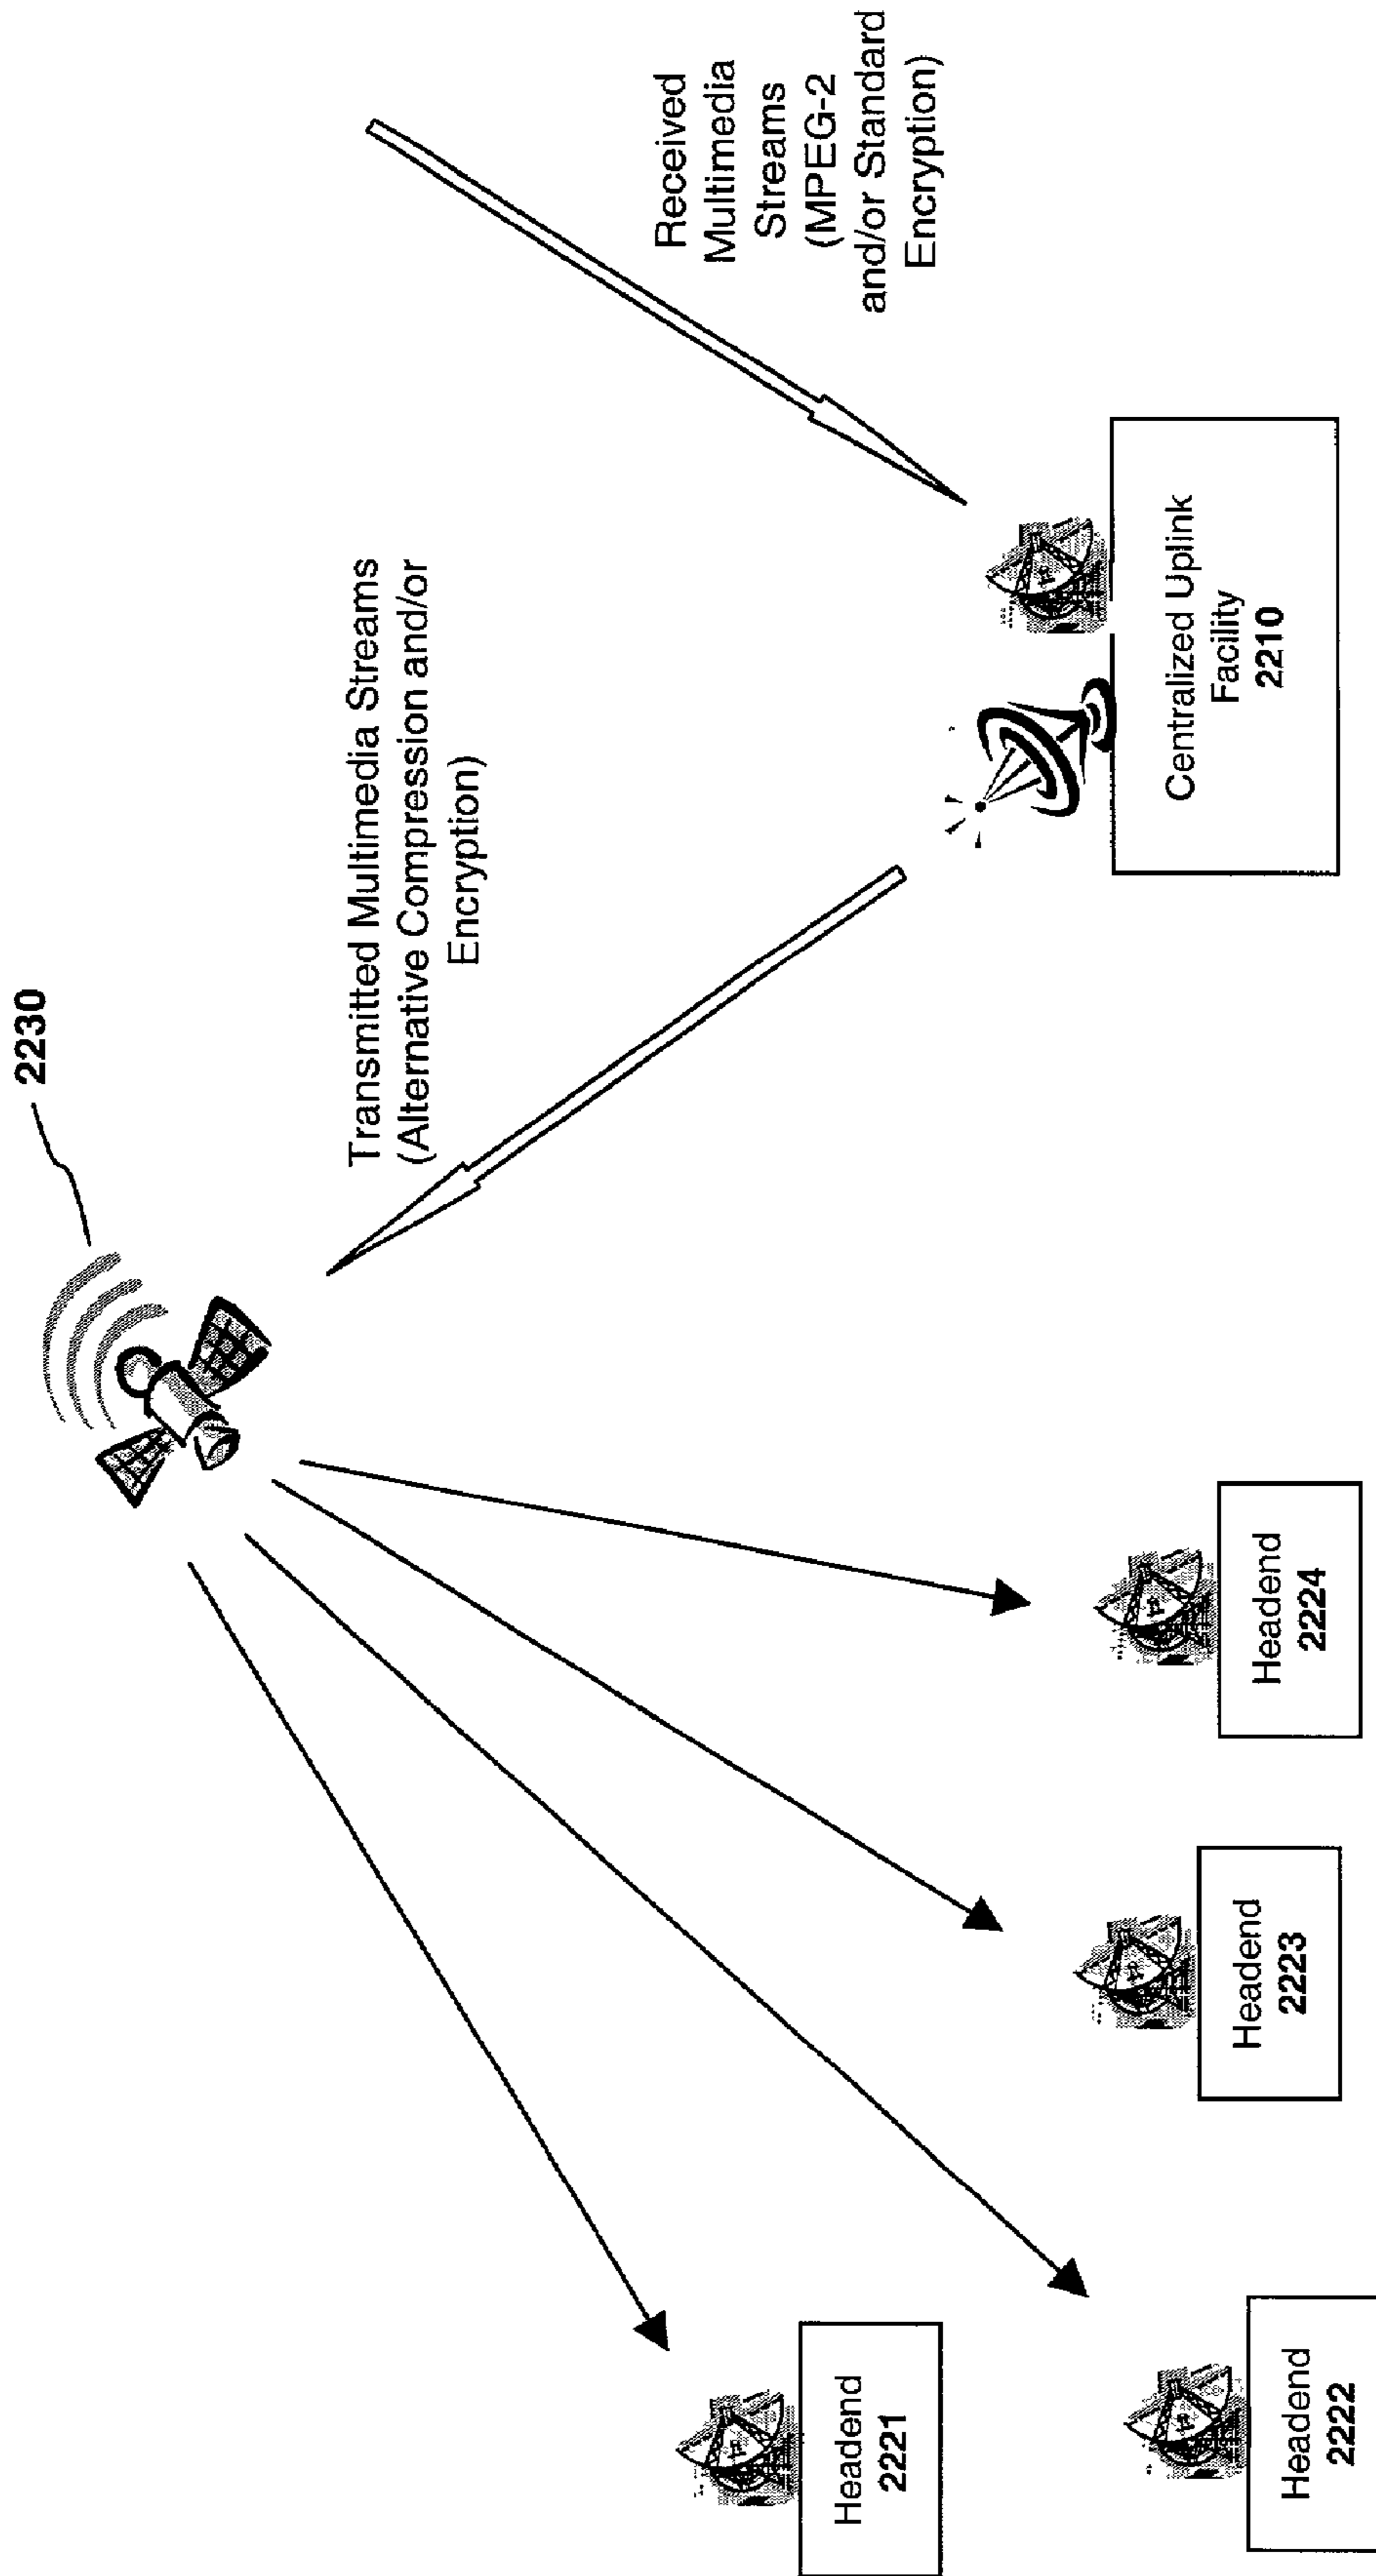 2230
Transmitted Multimedia Streams
(Alternative Compression and/or
Encryption)
Received
Multimedia
Streams
(MPEG-2
and/or Standard
Encryption)
Headend
2221
Headend
2222
Headend
2223
Headend
2224
Centralized Uplink
Facility
2210